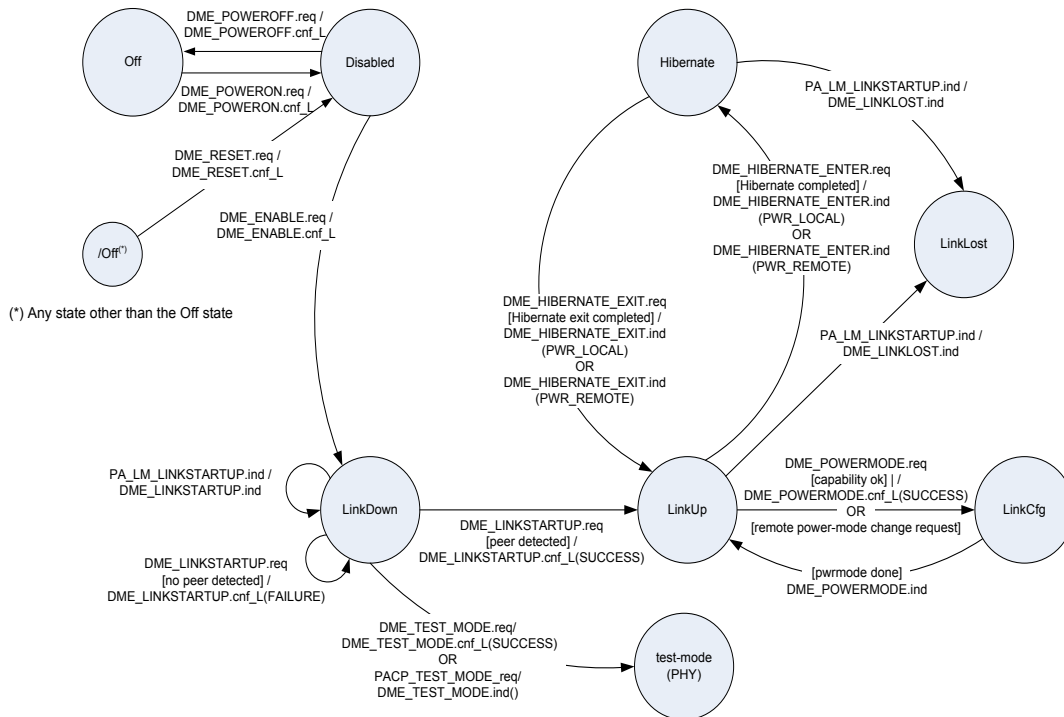 DME_POWEROFF.req /
DME_POWEROFF.cnf_L
Off
Disabled
DME_POWERON.req /
DME_POWERON.cnf_L
DME_RESET.req /
DME_RESET.cnf_L
DME_ENABLE.req /
DME_ENABLE.cnf_L
/Off(*)
(*) Any state other than the Off state
Hibernate
PA_LM_LINKSTARTUP.ind /
DME_LINKLOST.ind
DME_HIBERNATE_ENTER.req
[Hibernate completed] /
DME_HIBERNATE_ENTER.ind
(PWR_LOCAL)
OR
DME_HIBERNATE_ENTER.ind
(PWR_REMOTE)
LinkLost
DME_HIBERNATE_EXIT.req
[Hibernate exit completed] /
DME_HIBERNATE_EXIT.ind
(PWR_LOCAL)
OR
DME_HIBERNATE_EXIT.ind
(PWR_REMOTE)
PA_LM_LINKSTARTUP.ind /
DME_LINKLOST.ind
PA_LM_LINKSTARTUP.ind /
DME_LINKSTARTUP.ind
LinkDown
DME_LINKSTARTUP.req
[no peer detected] /
DME_LINKSTARTUP.cnf_L(FAILURE)
DME_LINKSTARTUP.req
[peer detected] /
DME_LINKSTARTUP.cnf_L(SUCCESS)
LinkUp
DME_POWERMODE.req
[capability ok] | /
DME_POWERMODE.cnf_L(SUCCESS)
OR
[remote power-mode change request]
LinkCfg
[pwrmode done]
DME_POWERMODE.ind
DME_TEST_MODE.req/
DME_TEST_MODE.cnf_L(SUCCESS)
OR
PACP_TEST_MODE_req/
DME_TEST_MODE.ind()
test-mode
(PHY)